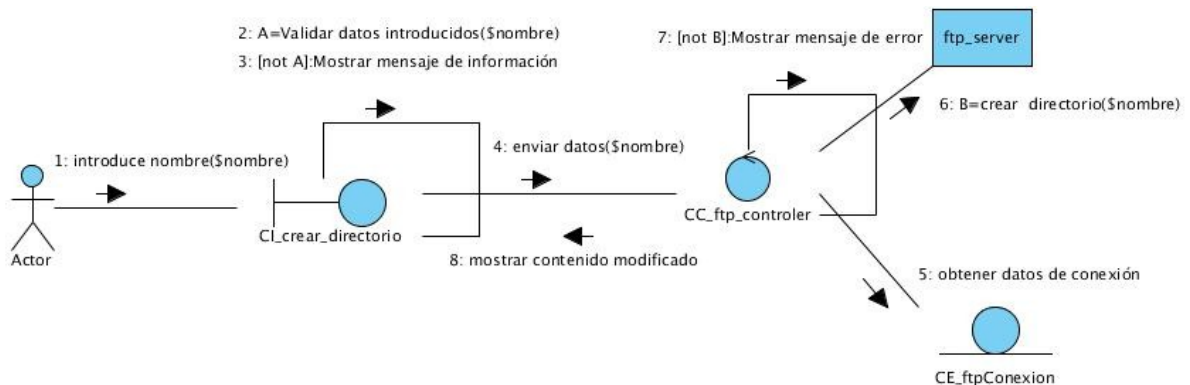 2: A=Validar datos introducidos($nombre)
3: [not A]:Mostrar mensaje de información
7: [not B]:Mostrar mensaje de error
ftp_server
6: B=crear directorio($nombre)
1: introduce nombre($nombre)
4: enviar datos($nombre)
CC_ftp_controler
CI_crear_directorio
Actor
8: mostrar contenido modificado
5: obtener datos de conexión
CE_ftpConexion